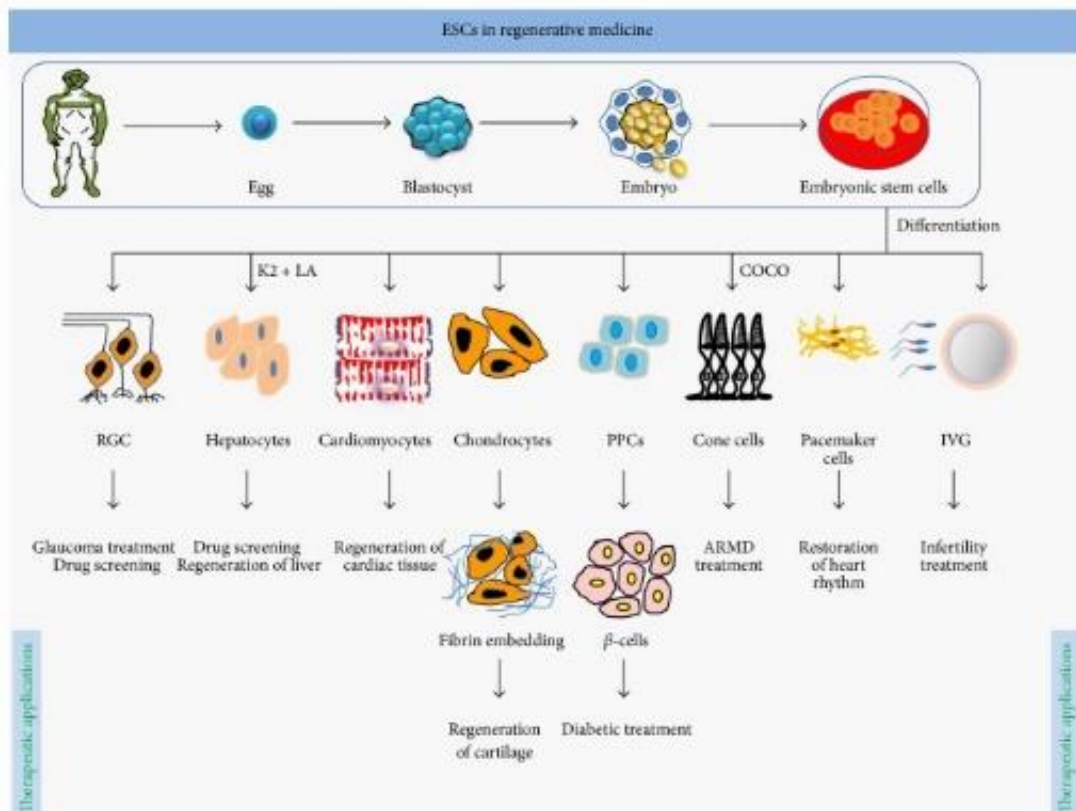 ESCs in regenerative medicine
Egg
Blastocyst
Embryo
Embryonic stem cells
Differentiation
K2 + LA
COCO
RGC
Hepatocytes
Cardiomyocytes
Chondrocytes
PPCs
Cone cells
Pacemaker
cells
IVG
Glaucoma treatment
Drug screening
Drug screening
Regeneration of liver
Regeneration of
cardiac tissue
ARMD
treatment
Restoration
of heart
rhythm
Infertility
treatment
Fibrin embedding
β-cells
Regeneration
of cartilage
Diabetic treatment
Therapeutic applications
Therapeutic applications